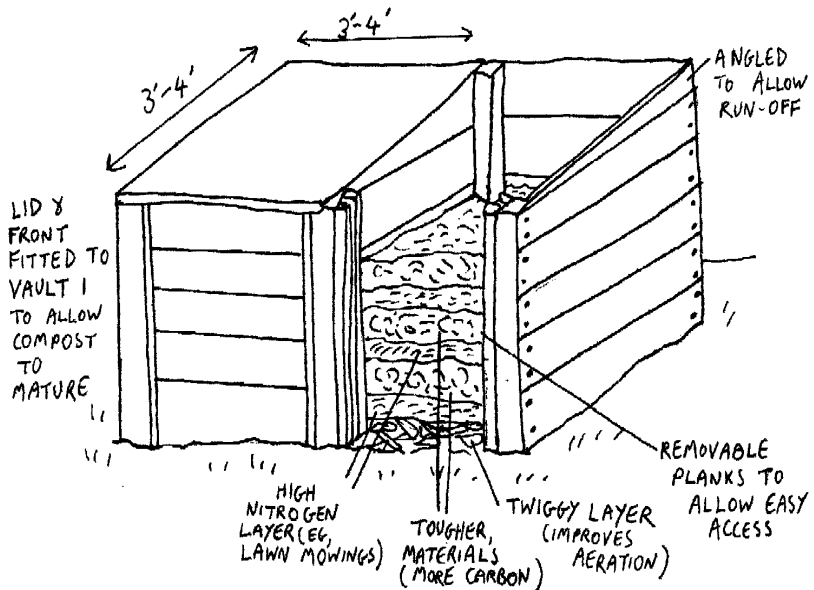 3'-4'
3'-4'
ANGLED
TO ALLOW
RUN-OFF
LID &
FRONT
FITTED TO
VAULT 1
TO ALLOW
COMPOST
TO
MATURE
HIGH
NITROGEN
LAYER (EG,
LAWN MOWINGS)
TOUGHER,
MATERIALS
(MORE CARBON)
TWIGGY LAYER
(IMPROVES
AERATION)
REMOVABLE
PLANKS TO
ALLOW EASY
ACCESS